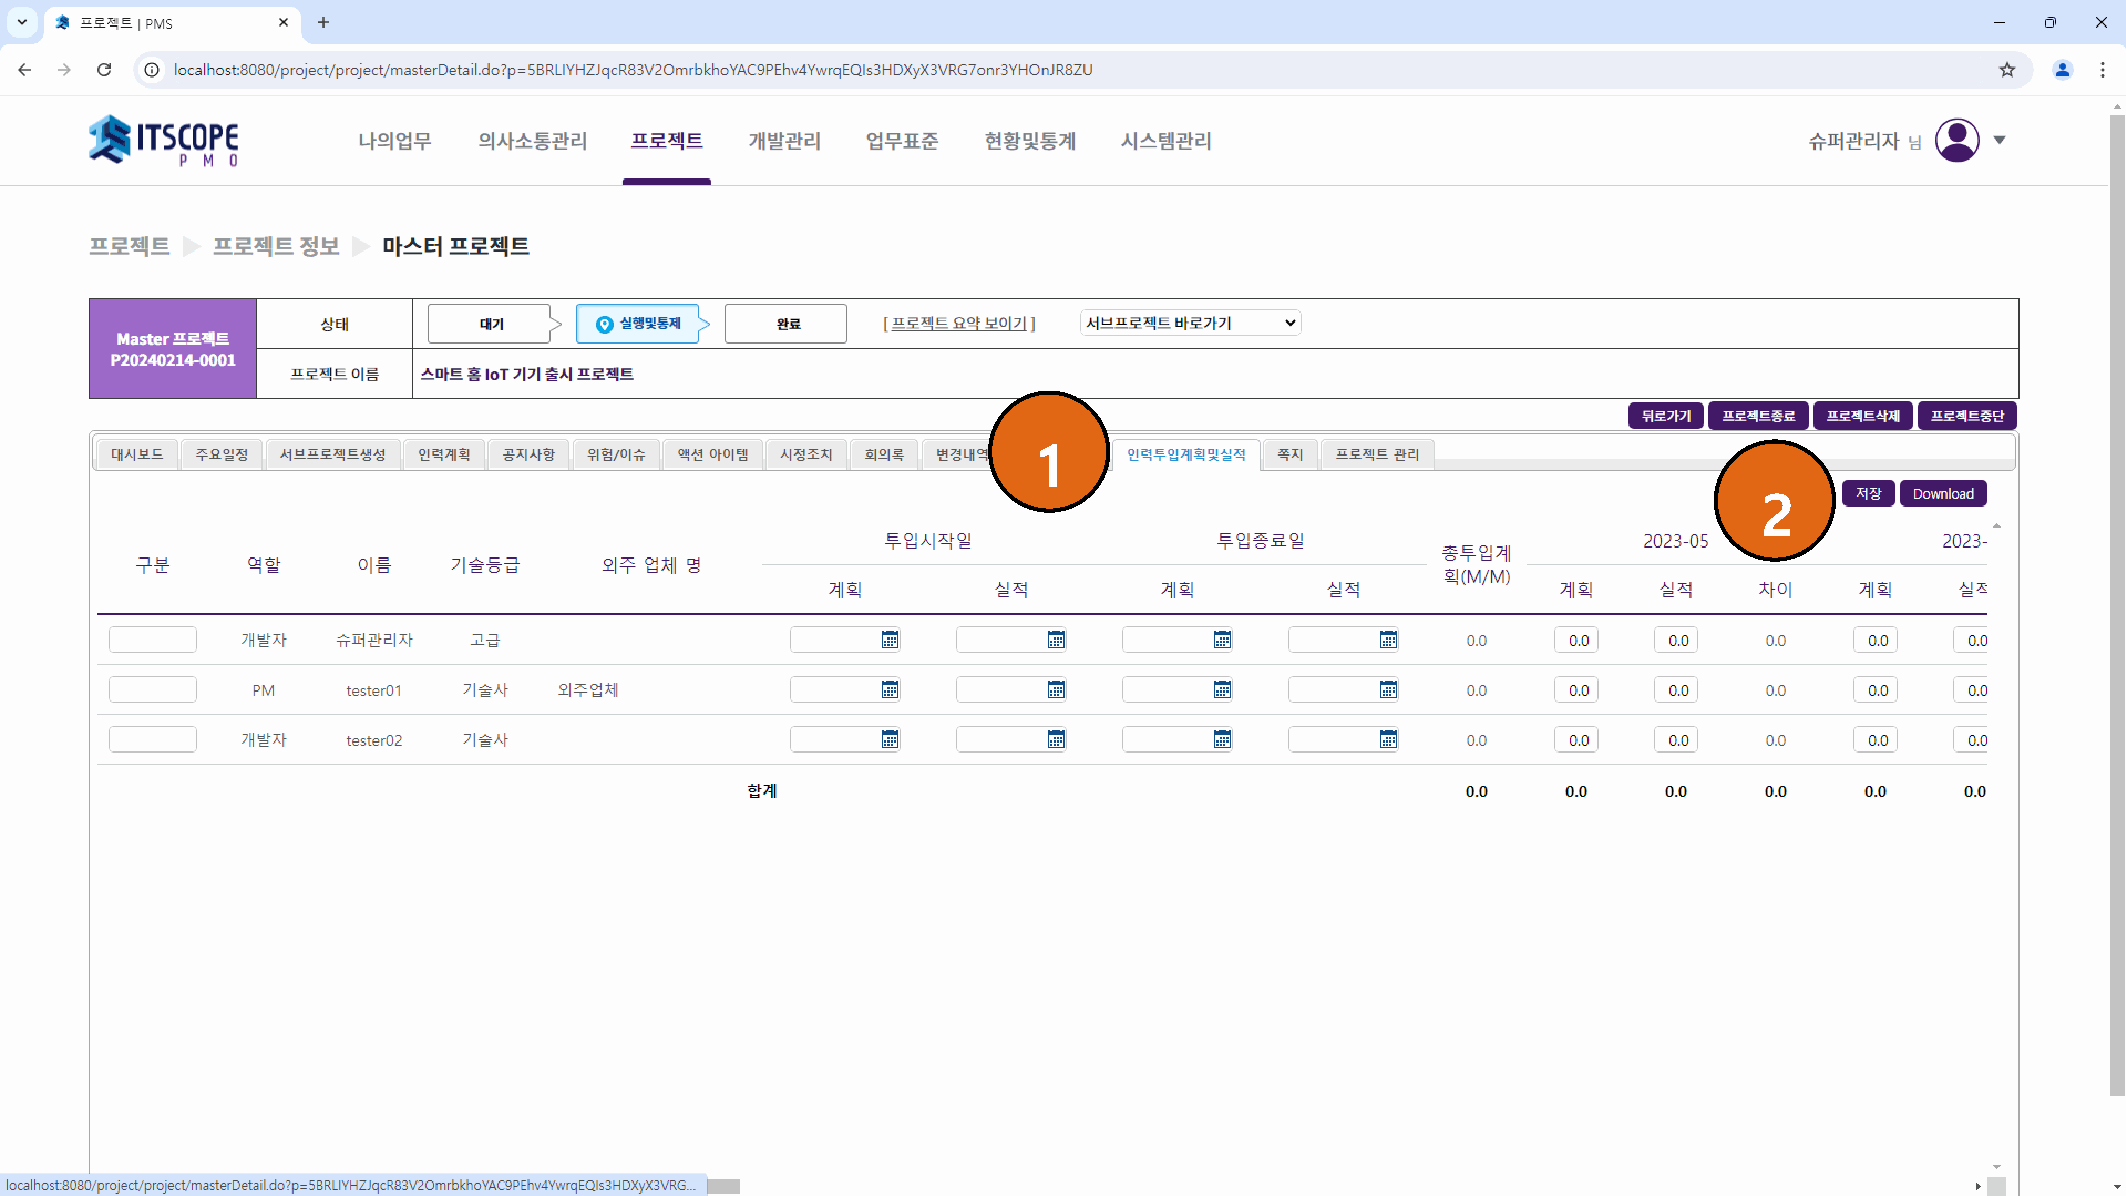 프로젝트 | PMS
localhost:8080/project/project/masterDetail.do?p=5BRLIYHZJqcR83V2OmrbkhoYAC9PEhv4YwrqEQIs3HDXyX3VRG7onr3YHOnJR8ZU
ITSCOPE
PMO
나의업무 의사소통관리 프로젝트 개발관리 업무표준 현황및통계 시스템관리
슈퍼관리자 님
프로젝트 프로젝트 정보 마스터 프로젝트
Master 프로젝트
P20240214-0001
상태 대기 실행및통제 완료 [ 프로젝트 요약 보이기 ] 서브프로젝트 바로가기
프로젝트 이름 스마트 홈 IoT 기기 출시 프로젝트
뒤로가기 프로젝트종료 프로젝트삭제 프로젝트중단
대시보드 주요일정 서브프로젝트생성 인력계획 공지사항 위험/이슈 액션 아이템 시정조치 회의록 변경내역 1 인력투입계획및실적 쪽지 프로젝트 관리
2 저장 Download
구분 역할 이름 기술등급 외주 업체 명 투입시작일 투입종료일 총투입계획(M/M) 2023-05 2023-
계획 실적 계획 실적 계획 실적 차이 계획 실적
개발자 슈퍼관리자 고급 0.0 0.0 0.0 0.0 0.0 0.0
PM tester01 기술사 외주업체 0.0 0.0 0.0 0.0 0.0 0.0
개발자 tester02 기술사 0.0 0.0 0.0 0.0 0.0 0.0
합계 0.0 0.0 0.0 0.0 0.0 0.0
localhost:8080/project/project/masterDetail.do?p=5BRLIYHZJqcR83V2OmrbkhoYAC9PEhv4YwrqEQIs3HDXyX3VRG...